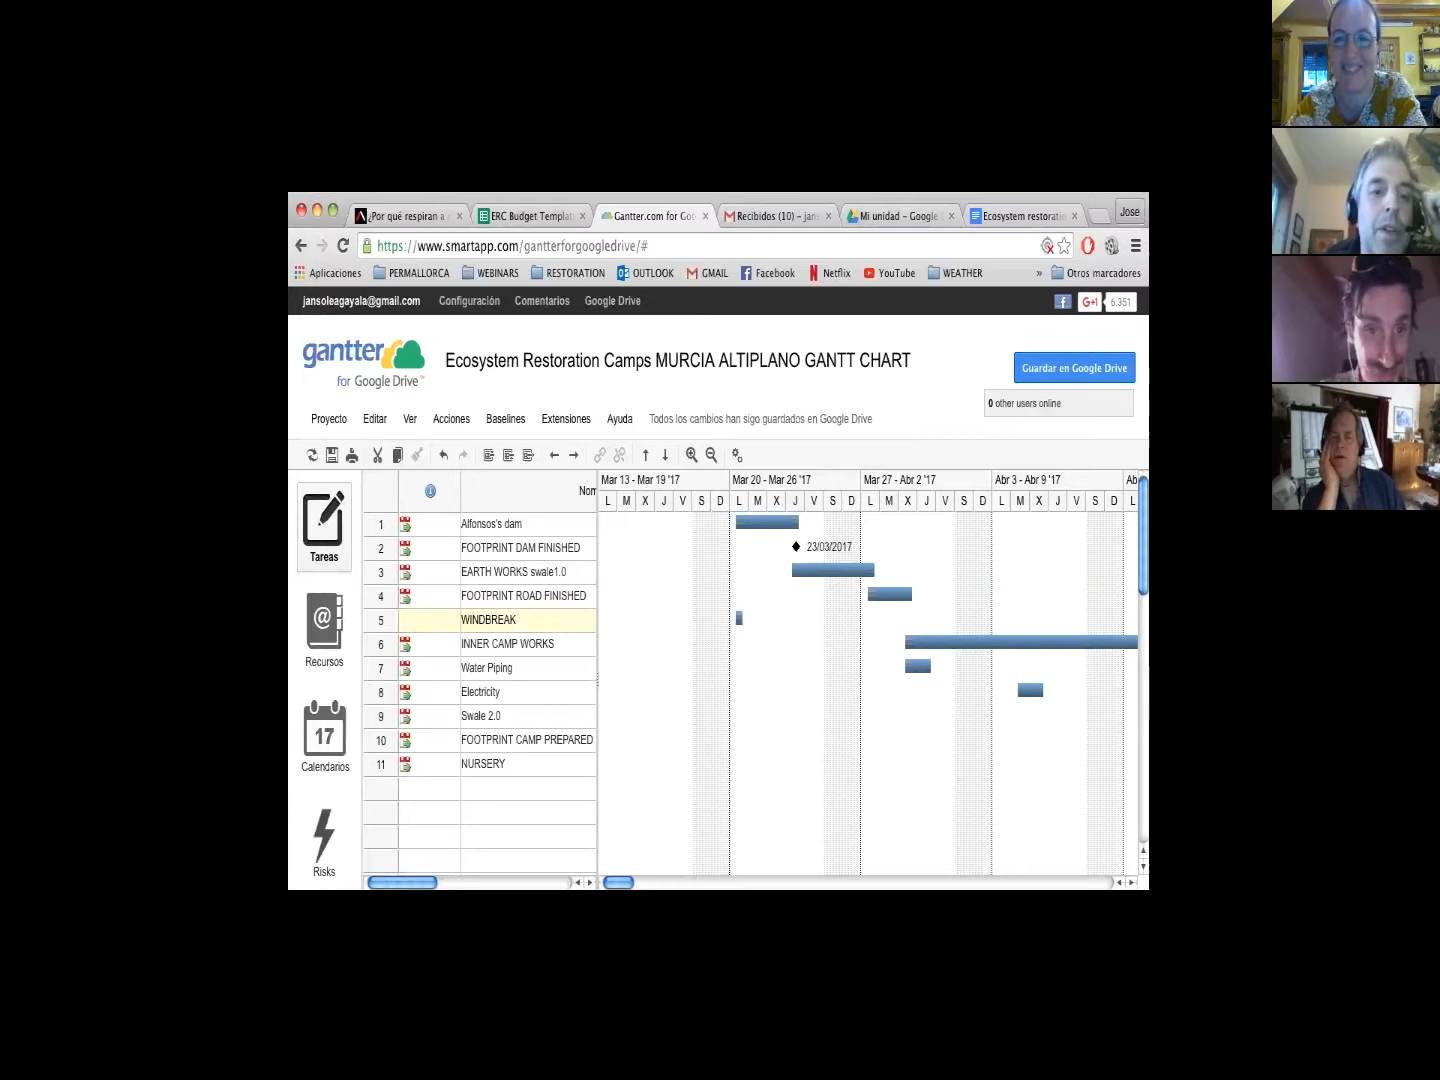 ¿Por qué respiran a
ERC Budget Templat
Gantter.com for Goo
Recibidos (10) – jan
Mi unidad – Google
Ecosystem restorati
Jose
https://www.smartapp.com/gantterforgoogledrive/#
Aplicaciones PERMALLORCA WEBINARS RESTORATION OUTLOOK GMAIL Facebook Netflix YouTube WEATHER » Otros marcadores
jansoleagayala@gmail.com Configuración Comentarios Google Drive G+1 6.351
gantter
for Google Drive™
Ecosystem Restoration Camps MURCIA ALTIPLANO GANTT CHART
Guardar en Google Drive
0 other users online
Proyecto Editar Ver Acciones Baselines Extensiones Ayuda Todos los cambios han sigo guardados en Google Drive
Tareas
Recursos
17
Calendarios
Risks
Nom
Mar 13 - Mar 19 '17 Mar 20 - Mar 26 '17 Mar 27 - Abr 2 '17 Abr 3 - Abr 9 '17 Ab
L M X J V S D L M X J V S D L M X J V S D L M X J V S D L
1 Alfonsos's dam
2 FOOTPRINT DAM FINISHED 23/03/2017
3 EARTH WORKS swale1.0
4 FOOTPRINT ROAD FINISHED
5 WINDBREAK
6 INNER CAMP WORKS
7 Water Piping
8 Electricity
9 Swale 2.0
10 FOOTPRINT CAMP PREPARED
11 NURSERY